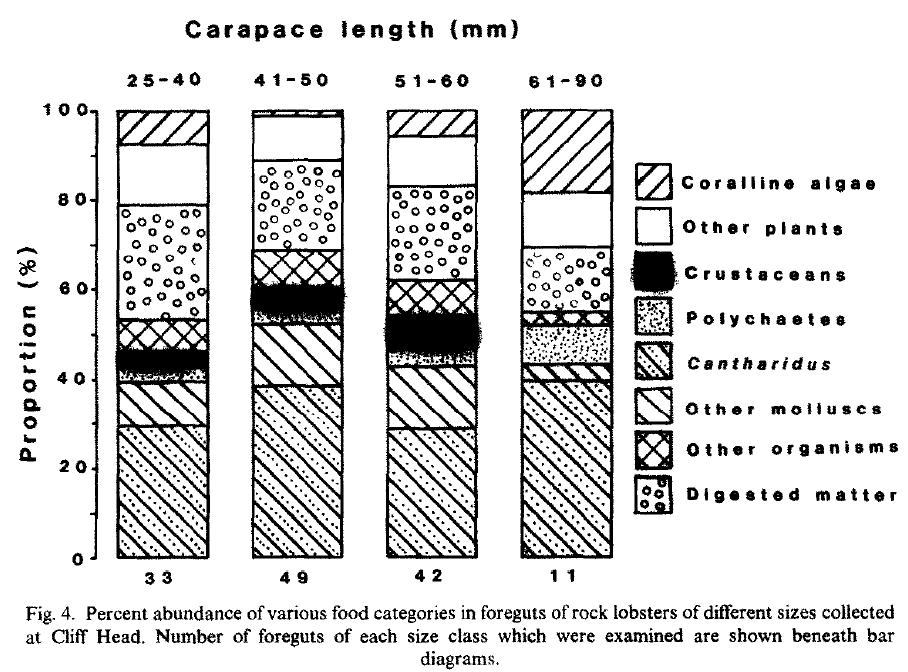 Carapace length (mm)
25-40 41-50 51-60 61-90
100
80
60
40
20
0
Proportion (%)
Coralline algae
Other plants
Crustaceans
Polychaetes
Cantharidus
Other molluscs
Other organisms
Digested matter
33 49 42 11
Fig. 4. Percent abundance of various food categories in foreguts of rock lobsters of different sizes collected
at Cliff Head. Number of foreguts of each size class which were examined are shown beneath bar
diagrams.